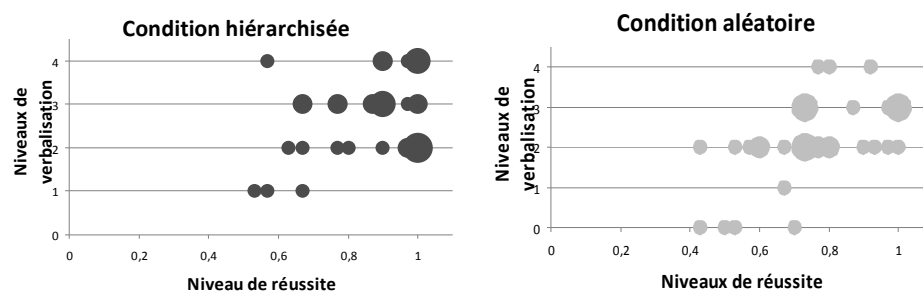 Condition hiérarchisée
Niveaux de
verbalisation
4
3
2
1
0
0
0,2
0,4
0,6
0,8
1
Niveau de réussite
Condition aléatoire
Niveaux de
verbalisation
4
3
2
1
0
0
0,2
0,4
0,6
0,8
1
Niveaux de réussite